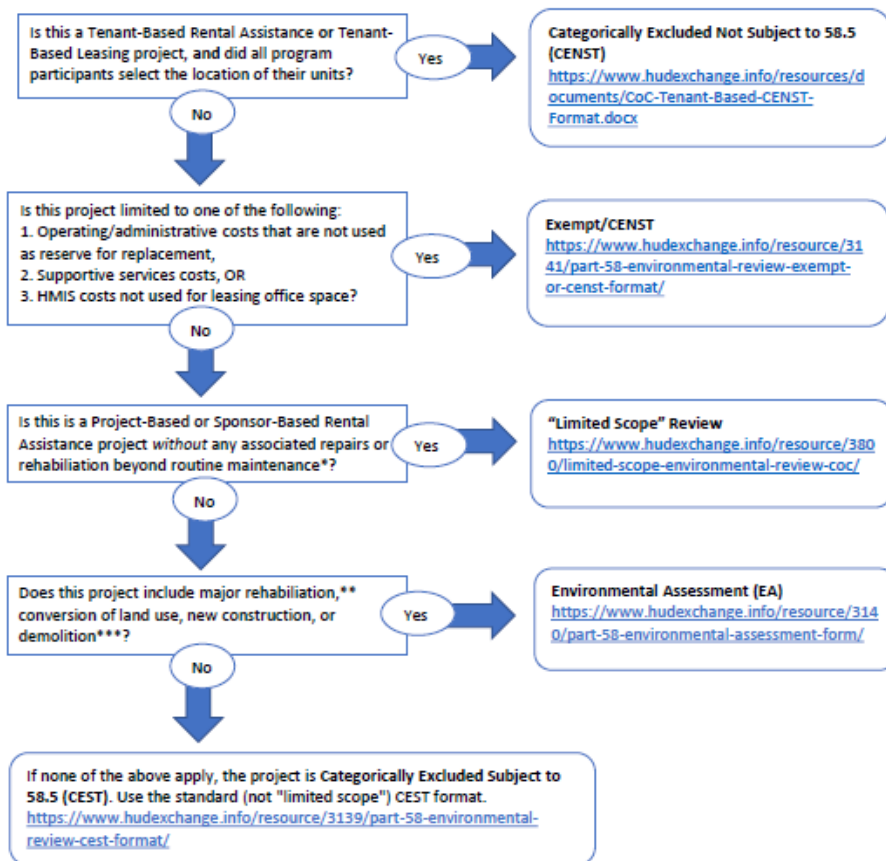 Is this a Tenant-Based Rental Assistance or Tenant-
Based Leasing project, and did all program
participants select the location of their units?
Yes
Categorically Excluded Not Subject to 58.5
(CENST)
https://www.hudexchange.info/resources/d
ocuments/CoC-Tenant-Based-CENST-
Format.docx
No
Is this project limited to one of the following:
1. Operating/administrative costs that are not used
as reserve for replacement,
2. Supportive services costs, OR
3. HMIS costs not used for leasing office space?
Yes
Exempt/CENST
https://www.hudexchange.info/resource/31
41/part-58-environmental-review-exempt-
or-censt-format/
No
Is this is a Project-Based or Sponsor-Based Rental
Assistance project without any associated repairs or
rehabiliation beyond routine maintenance*?
Yes
“Limited Scope” Review
https://www.hudexchange.info/resource/380
0/limited-scope-environmental-review-coc/
No
Does this project include major rehabiliation,**
conversion of land use, new construction, or
demolition***?
Yes
Environmental Assessment (EA)
https://www.hudexchange.info/resource/314
0/part-58-environmental-assessment-form/
No
If none of the above apply, the project is Categorically Excluded Subject to
58.5 (CEST). Use the standard (not "limited scope") CEST format.
https://www.hudexchange.info/resource/3139/part-58-environmental-
review-cest-format/